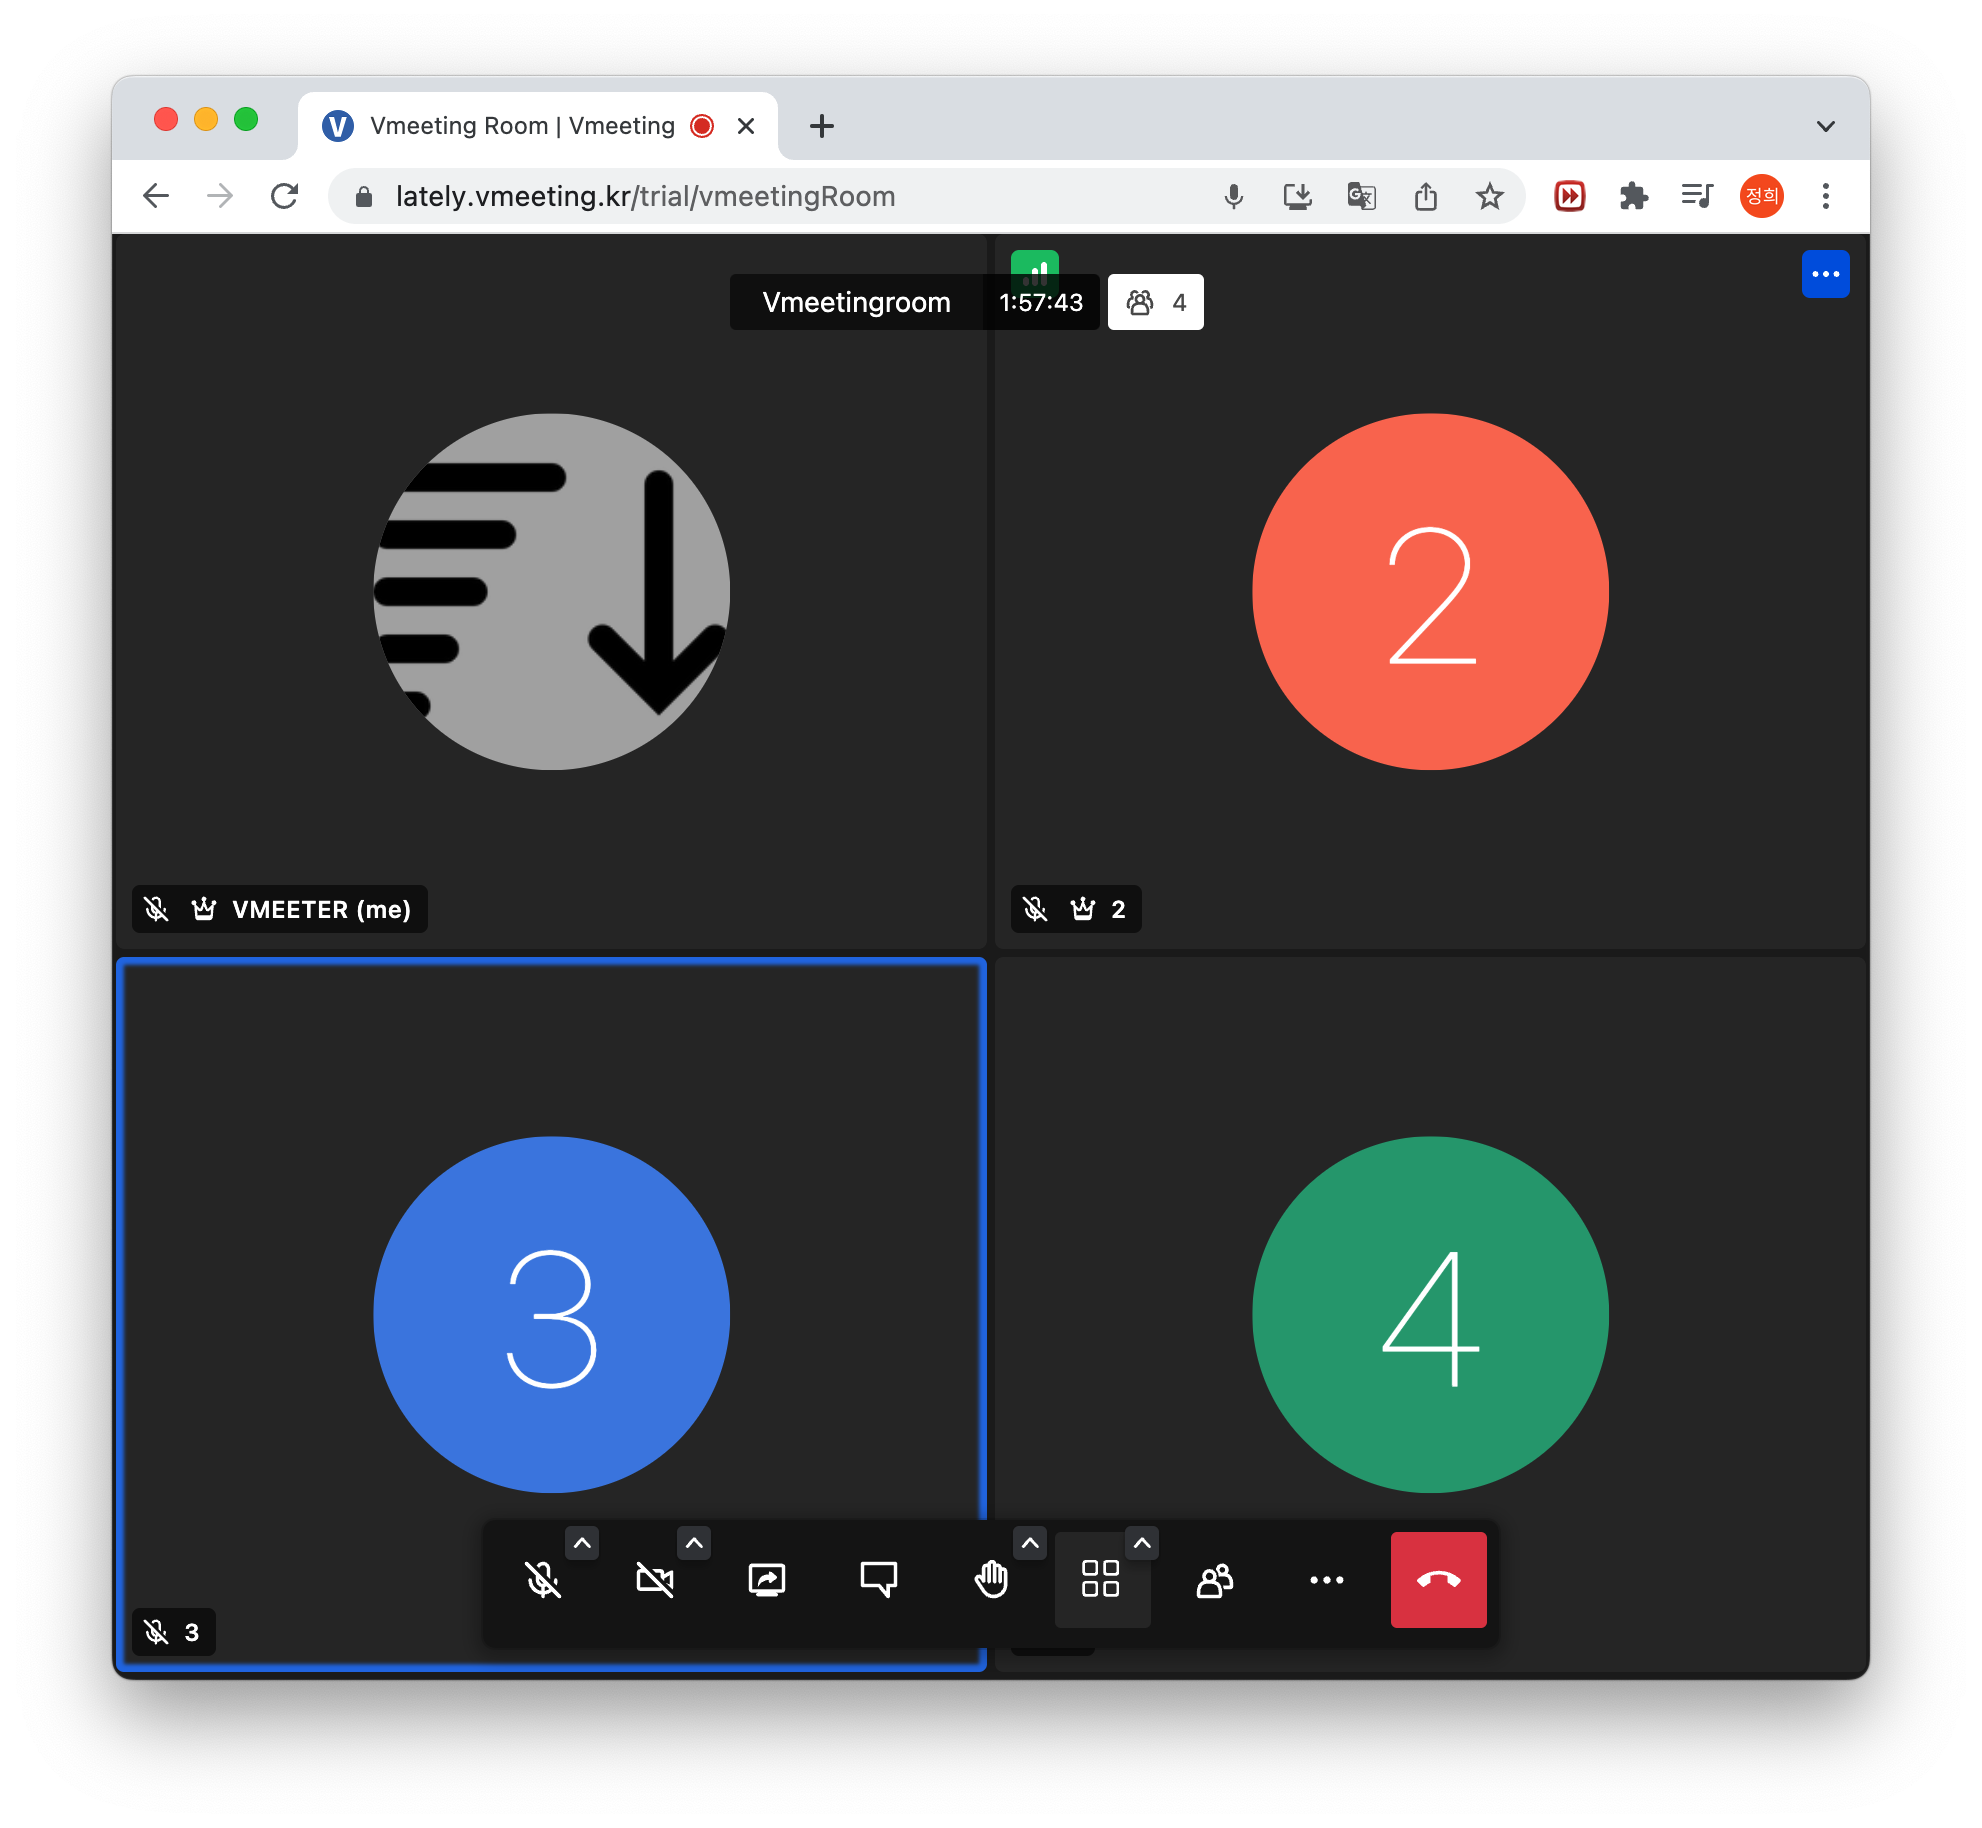 Vmeeting Room | Vmeeting
lately.vmeeting.kr/trial/vmeetingRoom
정희
Vmeetingroom 1:57:43 4
2
VMEETER (me)
2
3
4
3